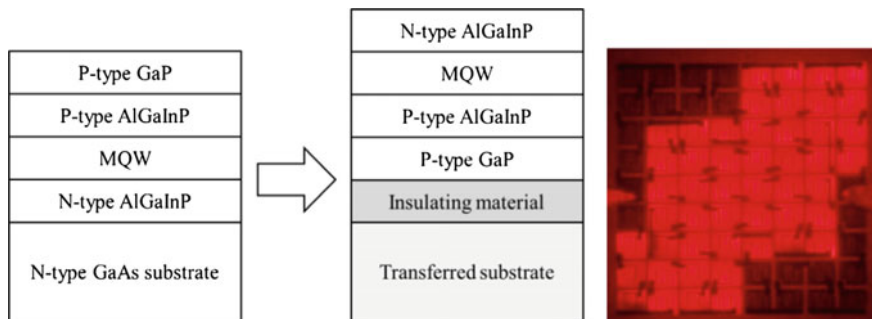 P-type GaP
P-type AlGaInP
MQW
N-type AlGaInP
N-type GaAs substrate
N-type AlGaInP
MQW
P-type AlGaInP
P-type GaP
Insulating material
Transferred substrate